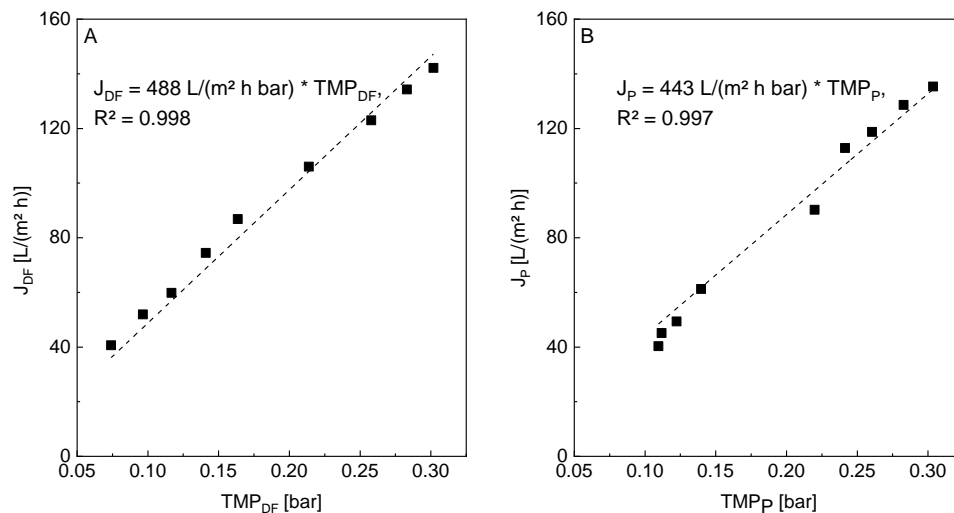 A
J_DF = 488 L/(m² h bar) * TMP_DF,
R² = 0.998
160
120
80
40
0
J_DF [L/(m² h)]
0.05 0.10 0.15 0.20 0.25 0.30
TMP_DF [bar]
B
J_P = 443 L/(m² h bar) * TMP_P,
R² = 0.997
160
120
80
40
0
J_P [L/(m² h)]
0.05 0.10 0.15 0.20 0.25 0.30
TMP_P [bar]